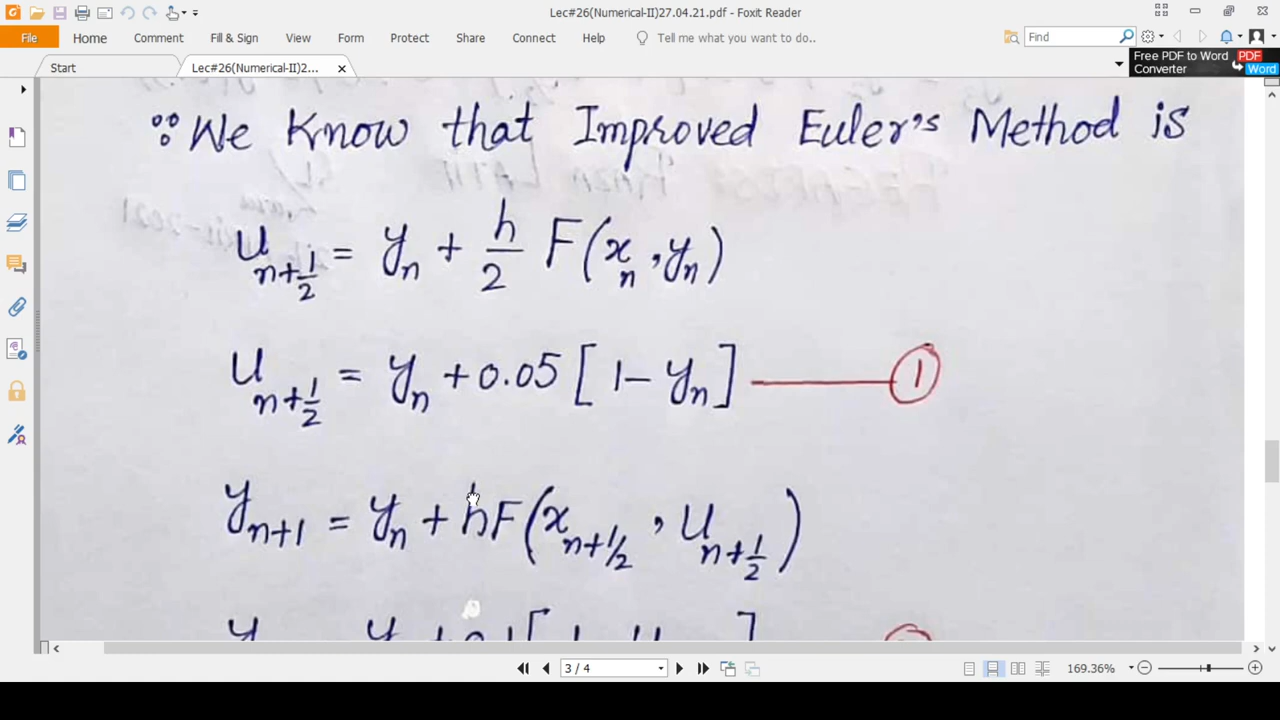 Lec#26(Numerical-II)27.04.21.pdf - Foxit Reader
File Home Comment Fill & Sign View Form Protect Share Connect Help Tell me what you want to do.. Find
Start Lec#26(Numerical-II)2... Free PDF to Word Converter PDF Word
∵ We Know that Improved Euler's Method is
u_{n+1/2} = y_n + h/2 F(x_n, y_n)
u_{n+1/2} = y_n + 0.05 [1 - y_n] ——— ①
y_{n+1} = y_n + hF(x_{n+1/2}, u_{n+1/2})
3 / 4 169.36%